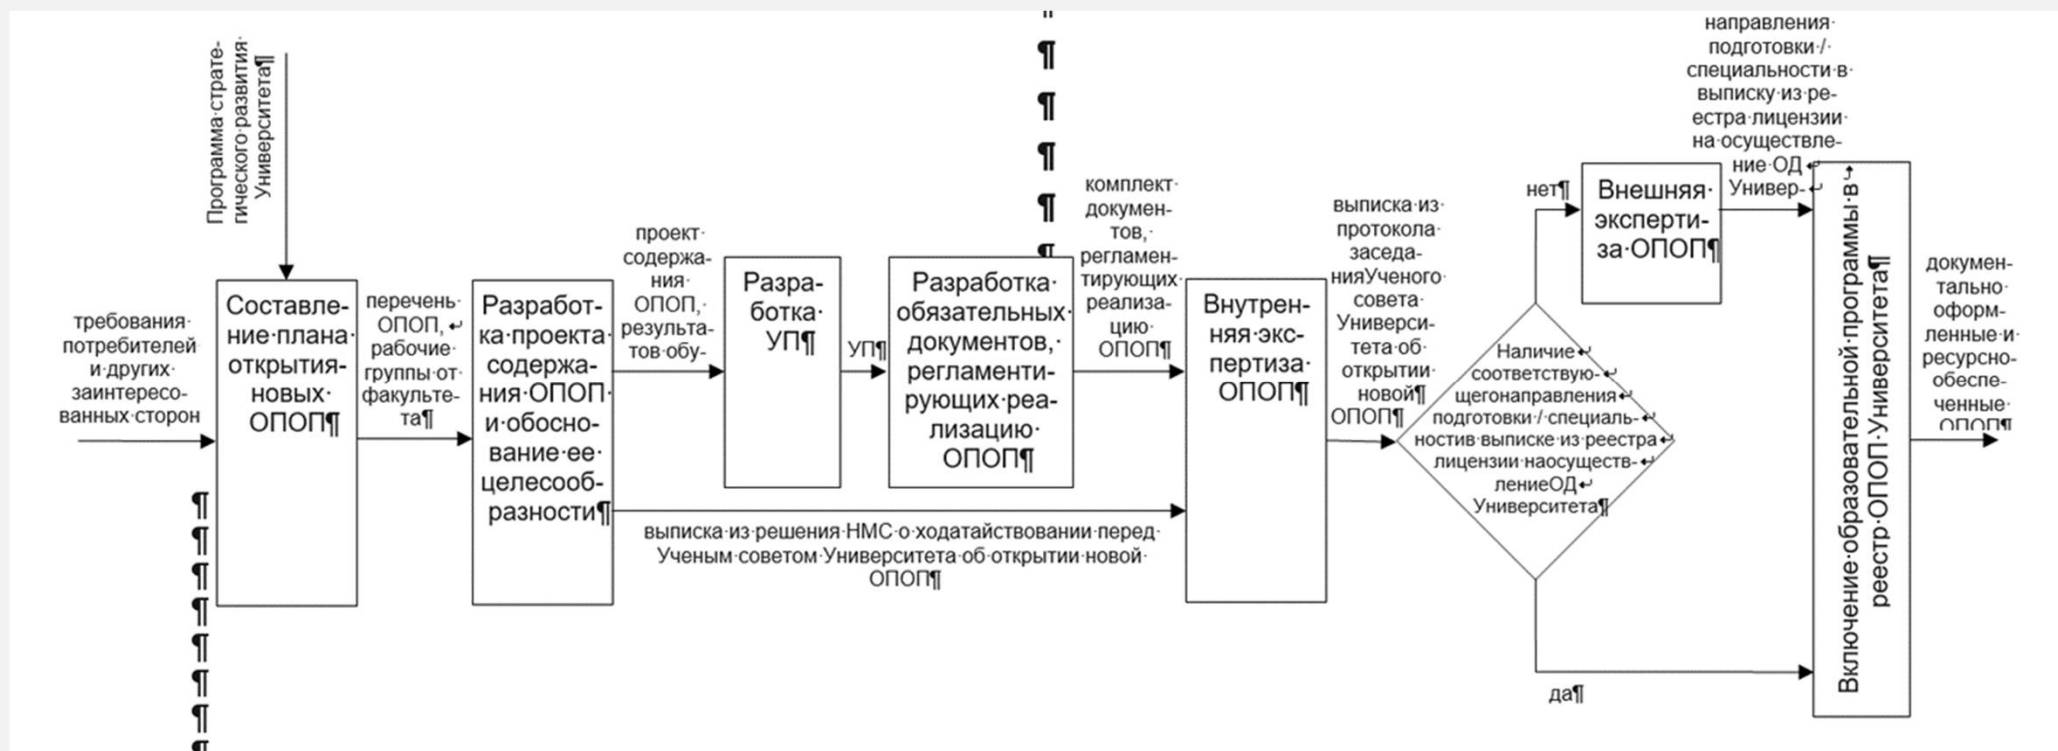 Программа страте-
гического развития
Университета
требования
потребителей
и других
заинтересо-
ванных сторон
Составле-
ние плана
открытия
новых
ОПОП
перечень
ОПОП,
рабочие
группы от
факульте-
та
Разработ-
ка проекта
содержа-
ния ОПОП
и обосно-
вание ее
целесооб-
разности
проект
содержа-
ния
ОПОП,
результа-
тов обу-
Разра-
ботка
УП
УП
Разработка
обязательных
документов,
регламенти-
рующих реа-
лизацию
ОПОП
комплект
докумен-
тов,
регламен-
тирующих
реализа-
цию
ОПОП
выписка из решения НМС о ходатайствовании перед
Ученым советом Университета об открытии новой
ОПОП
Внутрен-
няя экс-
пертиза
ОПОП
выписка из
протокола
заседа-
нияУченого
совета
Универси-
тета об
открытии
новой
ОПОП
Наличие
соответствую-
щегонаправления
подготовки / специаль-
ностив выписке из реестра
лицензии наосуществ-
лениеОД
Университета
нет
да
Внешняя
эксперти-
за ОПОП
направления
подготовки /
специальности в
выписку из ре-
естра лицензии
на осуществле-
ние ОД
Универ-
Включение образовательной программы в
реестр ОПОП Университета
докумен-
тально
оформ-
ленные и
ресурсно-
обеспе-
ченные
ОПОП